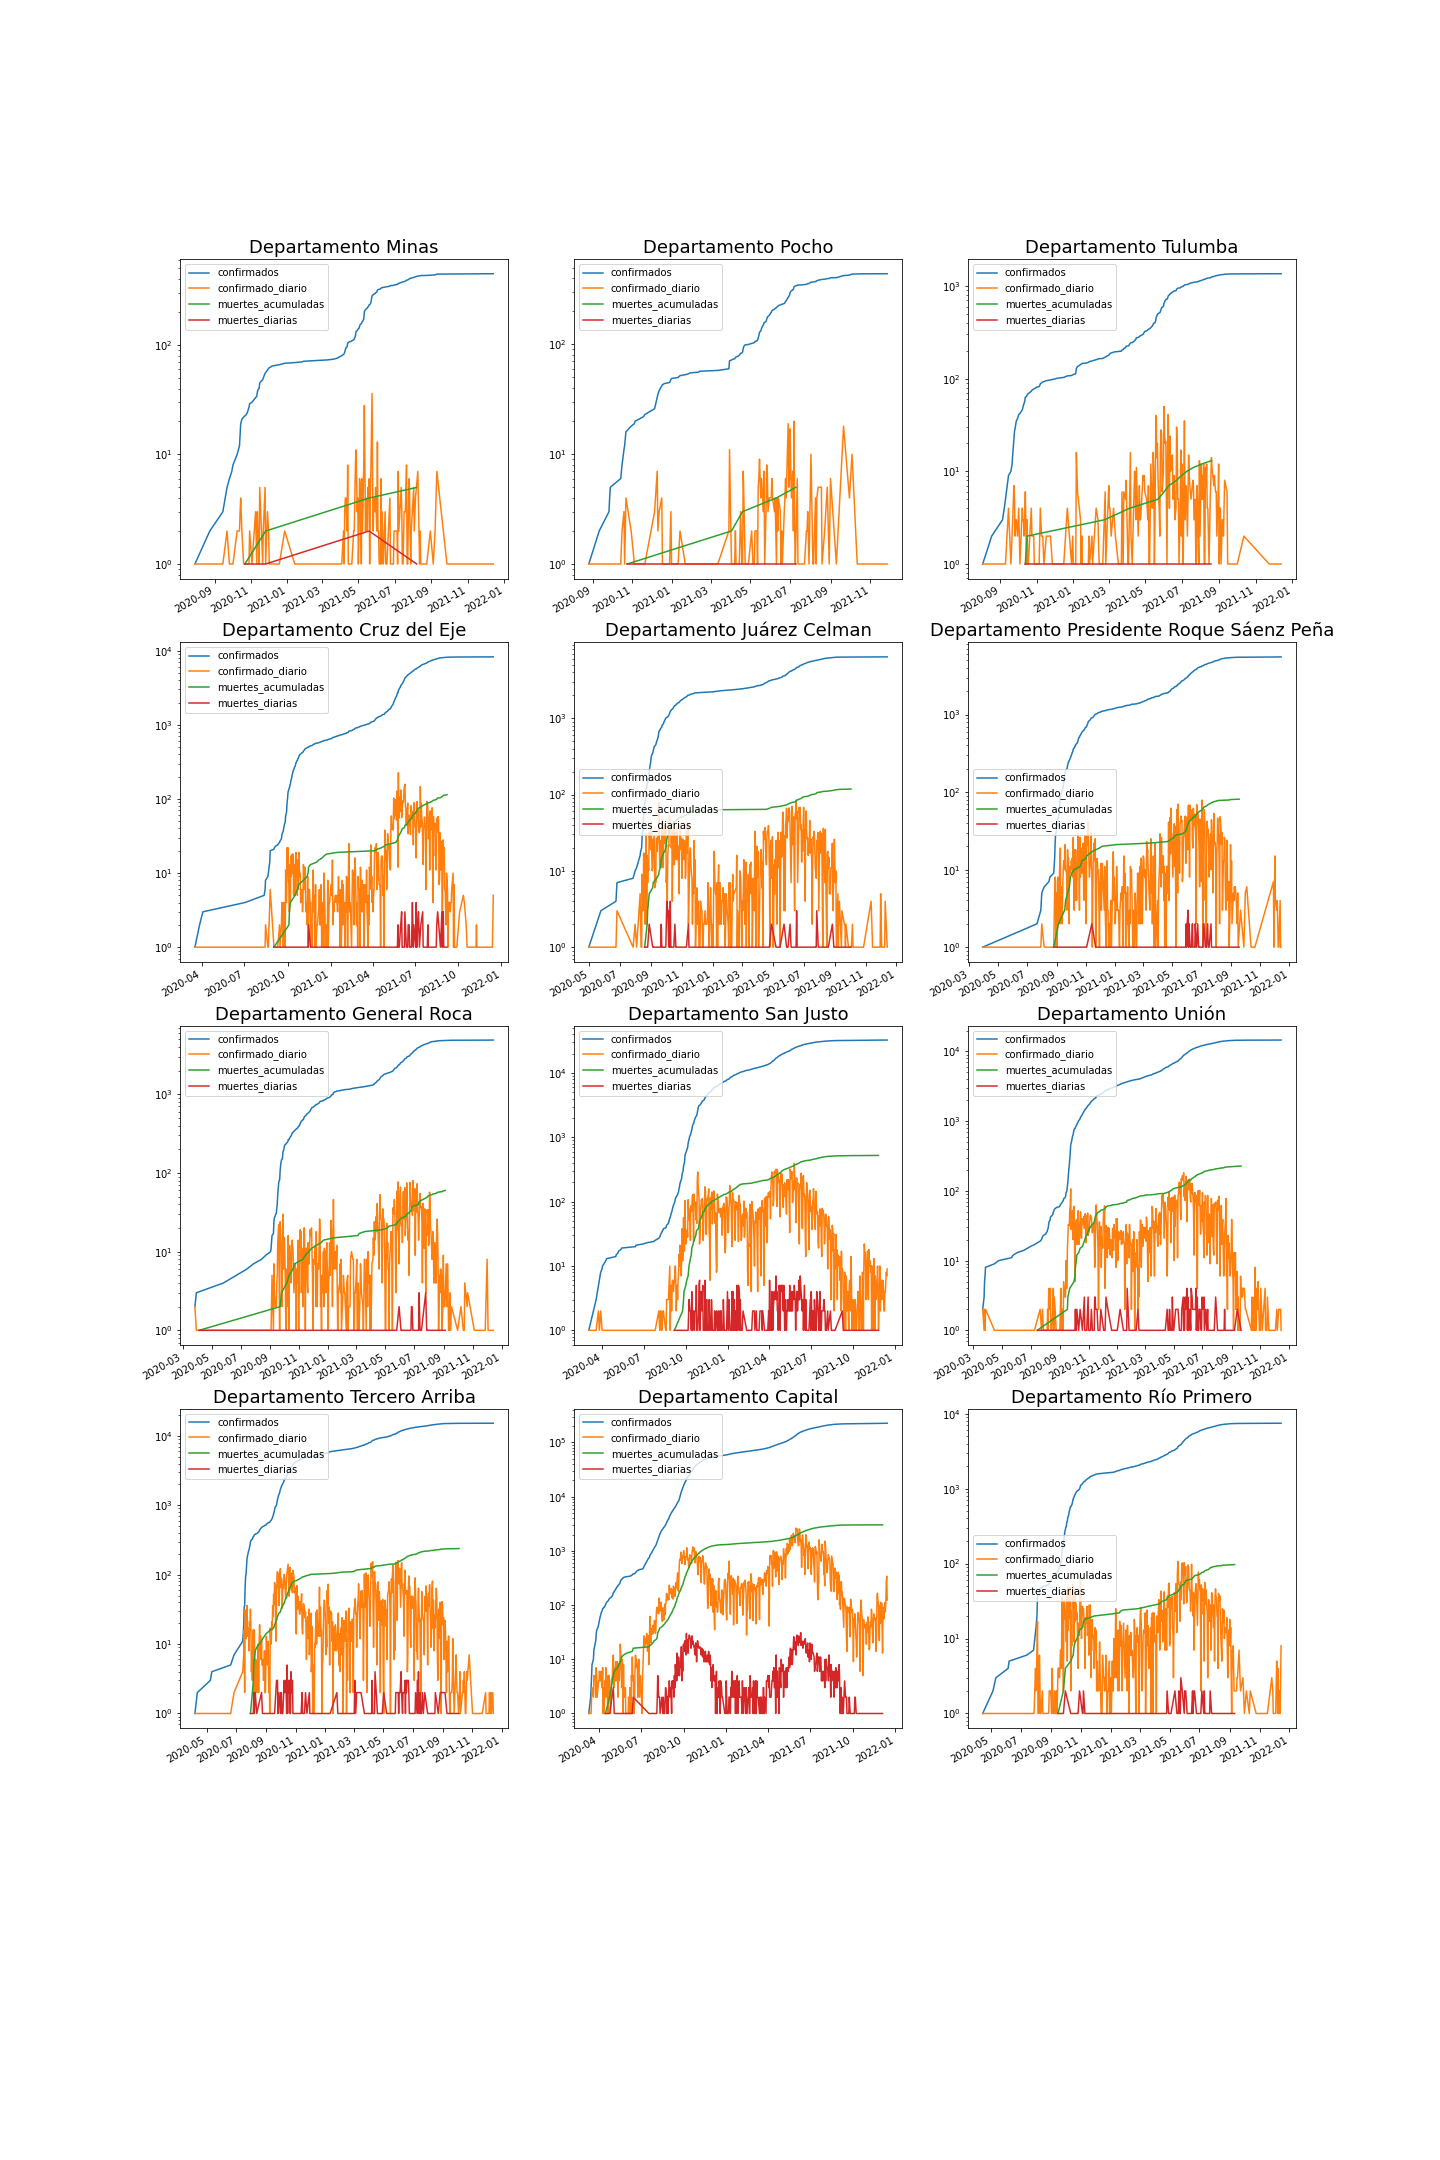 Departamento Minas
confirmados
confirmado_diario
muertes_acumuladas
muertes_diarias
10² 
10¹
10⁰
2020-09 2020-11 2021-01 2021-03 2021-05 2021-07 2021-09 2021-11 2022-01
Departamento Pocho
confirmados
confirmado_diario
muertes_acumuladas
muertes_diarias
10²
10¹
10⁰
2020-09 2020-11 2021-01 2021-03 2021-05 2021-07 2021-09 2021-11
Departamento Tulumba
confirmados
confirmado_diario
muertes_acumuladas
muertes_diarias
10³
10²
10¹
10⁰
2020-09 2020-11 2021-01 2021-03 2021-05 2021-07 2021-09 2021-11 2022-01
Departamento Cruz del Eje
confirmados
confirmado_diario
muertes_acumuladas
muertes_diarias
10⁴
10³
10²
10¹
10⁰
2020-04 2020-07 2020-10 2021-01 2021-04 2021-07 2021-10 2022-01
Departamento Juárez Celman
confirmados
confirmado_diario
muertes_acumuladas
muertes_diarias
10³
10²
10¹
10⁰
2020-05 2020-07 2020-09 2020-11 2021-01 2021-03 2021-05 2021-07 2021-09 2021-11 2022-01
Departamento Presidente Roque Sáenz Peña
confirmados
confirmado_diario
muertes_acumuladas
muertes_diarias
10³
10²
10¹
10⁰
2020-03 2020-05 2020-07 2020-09 2020-11 2021-01 2021-03 2021-05 2021-07 2021-09 2021-11 2022-01
Departamento General Roca
confirmados
confirmado_diario
muertes_acumuladas
muertes_diarias
10³
10²
10¹
10⁰
2020-03 2020-05 2020-07 2020-09 2020-11 2021-01 2021-03 2021-05 2021-07 2021-09 2021-11 2022-01
Departamento San Justo
confirmados
confirmado_diario
muertes_acumuladas
muertes_diarias
10⁴
10³
10²
10¹
10⁰
2020-04 2020-07 2020-10 2021-01 2021-04 2021-07 2021-10 2022-01
Departamento Unión
confirmados
confirmado_diario
muertes_acumuladas
muertes_diarias
10⁴
10³
10²
10¹
10⁰
2020-03 2020-05 2020-07 2020-09 2020-11 2021-01 2021-03 2021-05 2021-07 2021-09 2021-11 2022-01
Departamento Tercero Arriba
confirmados
confirmado_diario
muertes_acumuladas
muertes_diarias
10⁴
10³
10²
10¹
10⁰
2020-05 2020-07 2020-09 2020-11 2021-01 2021-03 2021-05 2021-07 2021-09 2021-11 2022-01
Departamento Capital
confirmados
confirmado_diario
muertes_acumuladas
muertes_diarias
10⁵
10⁴
10³
10²
10¹
10⁰
2020-04 2020-07 2020-10 2021-01 2021-04 2021-07 2021-10 2022-01
Departamento Río Primero
confirmados
confirmado_diario
muertes_acumuladas
muertes_diarias
10⁴
10³
10²
10¹
10⁰
2020-05 2020-07 2020-09 2020-11 2021-01 2021-03 2021-05 2021-07 2021-09 2021-11 2022-01